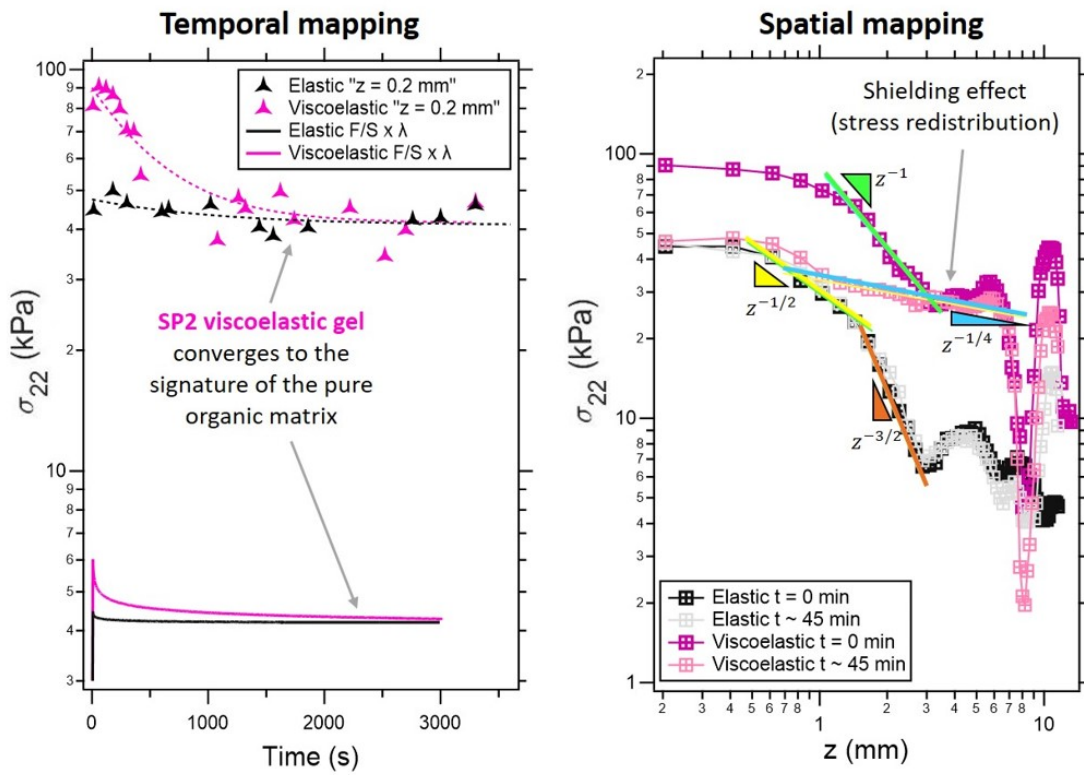 Temporal mapping
100
9
8
7
6
5
4
3
2
10
9
8
7
6
5
4
3
σ22 (kPa)
Elastic "z = 0.2 mm"
Viscoelastic "z = 0.2 mm"
Elastic F/S x λ
Viscoelastic F/S x λ
SP2 viscoelastic gel
converges to the
signature of the pure
organic matrix
0 1000 2000 3000
Time (s)
Spatial mapping
2
100
9
8
7
6
5
4
3
2
10
9
8
7
6
5
4
3
2
1
σ22 (kPa)
Shielding effect
(stress redistribution)
z^-1
z^-1/2
z^-1/4
z^-3/2
Elastic t = 0 min
Elastic t ~ 45 min
Viscoelastic t = 0 min
Viscoelastic t ~ 45 min
2 3 4 5 6 7 8 1 2 3 4 5 6 7 8 10
z (mm)